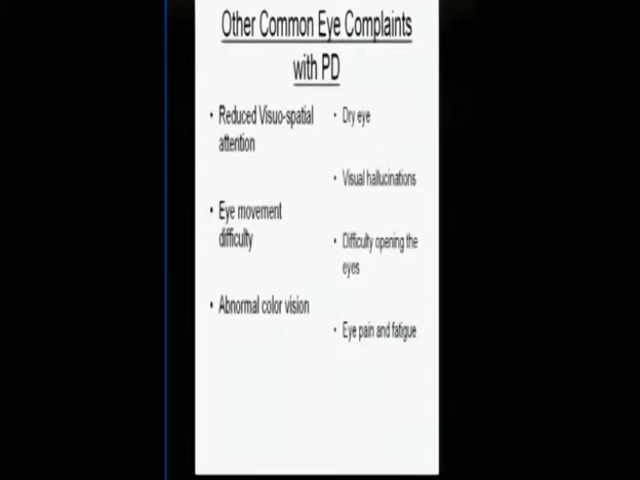 Other Common Eye Complaints
with PD
• Reduced Visuo-spatial
attention
• Eye movement
difficulty
• Abnormal color vision
• Dry eye
• Visual hallucinations
• Difficulty opening the
eyes
• Eye pain and fatigue